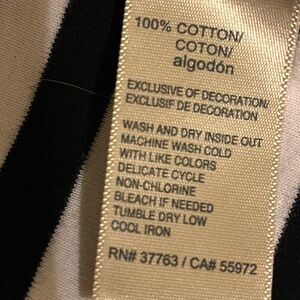 100% COTTON/
COTON/
algodón
EXCLUSIVE OF DECORATION/
EXCLUSIF DE DECORATION
WASH AND DRY INSIDE OUT
MACHINE WASH COLD
WITH LIKE COLORS
DELICATE CYCLE
NON-CHLORINE
BLEACH IF NEEDED
TUMBLE DRY LOW
COOL IRON
RN# 37763 / CA# 55972